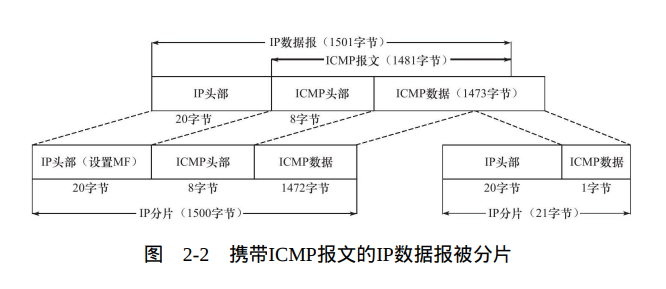 IP数据报（1501字节）
ICMP报文（1481字节）
IP头部 ICMP头部 ICMP数据（1473字节）
20字节 8字节
IP头部（设置MF） ICMP头部 ICMP数据 IP头部 ICMP数据
20字节 8字节 1472字节 20字节 1字节
IP分片（1500字节） IP分片（21字节）
图 2-2 携带ICMP报文的IP数据报被分片